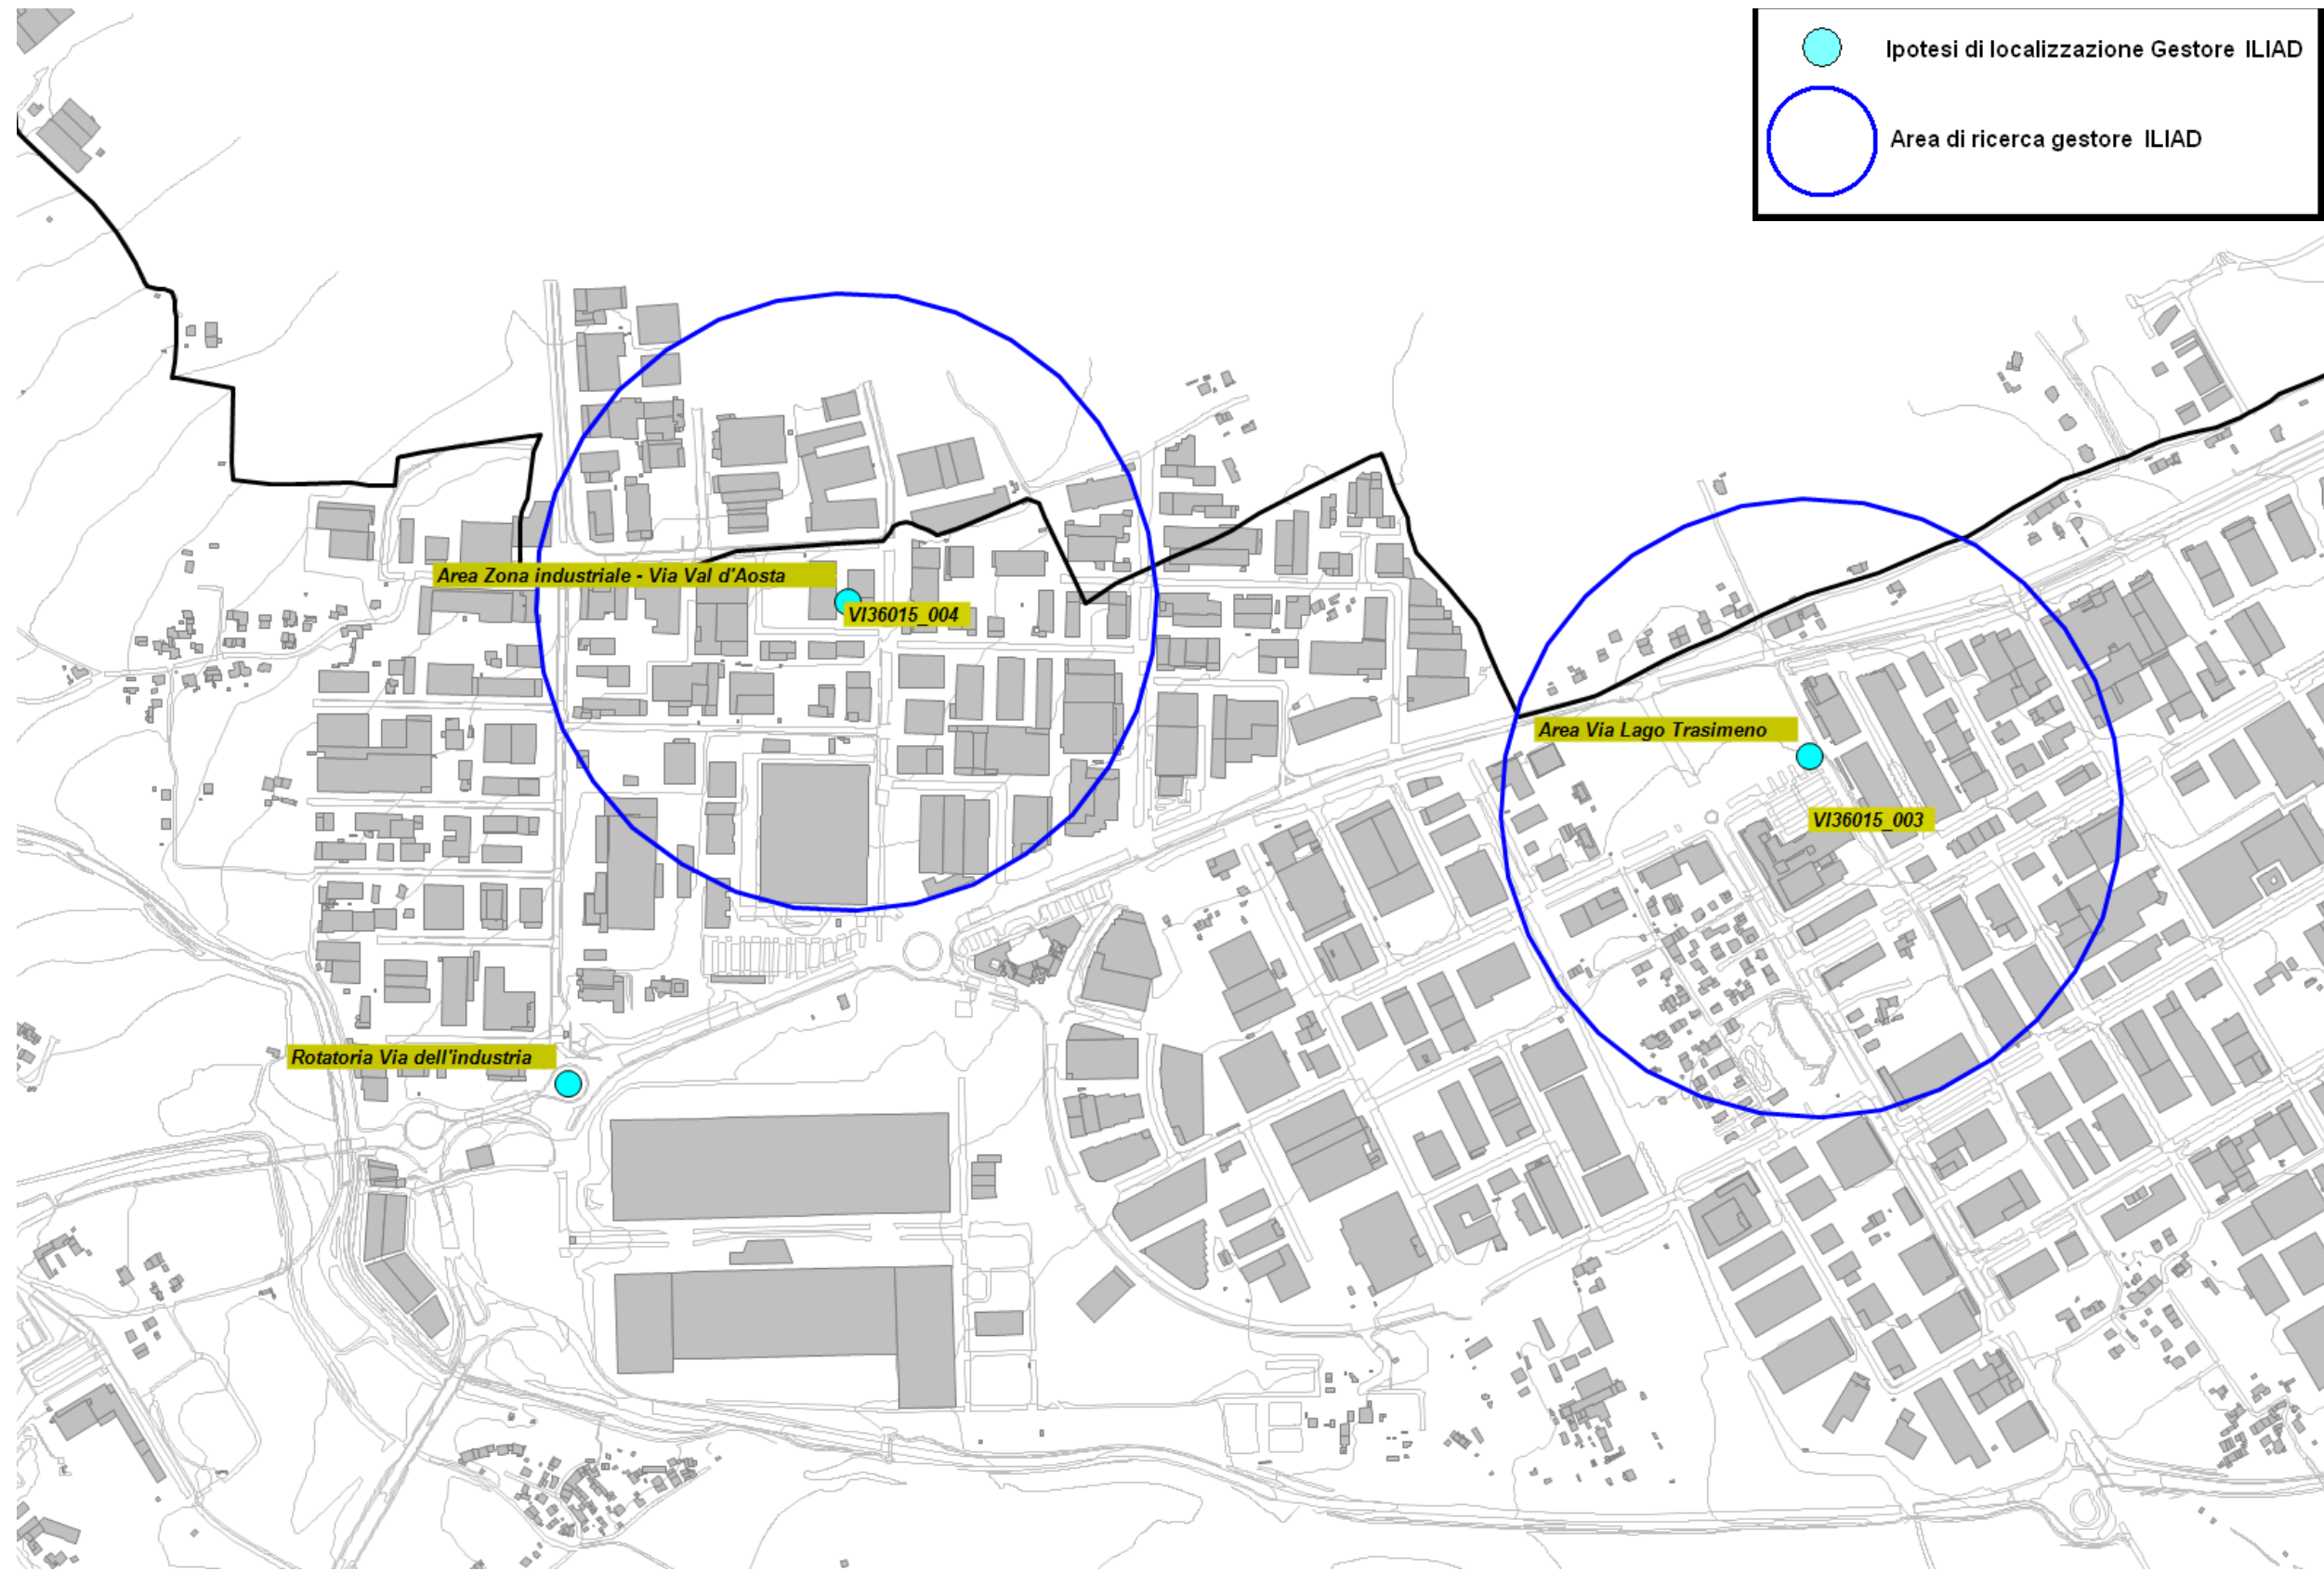 Ipotesi di localizzazione Gestore ILIAD
Area di ricerca gestore ILIAD
Area Zona industriale - Via Val d'Aosta
VI36015_004
Area Via Lago Trasimeno
VI36015_003
Rotatoria Via dell'industria